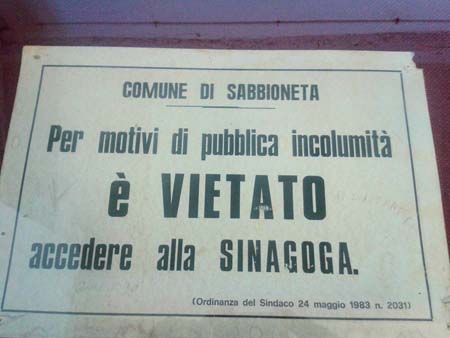 COMUNE DI SABBIONETA
Per motivi di pubblica incolumità
è VIETATO
accedere alla SINAGOGA.
(Ordinanza del Sindaco 24 maggio 1983 n. 2031)